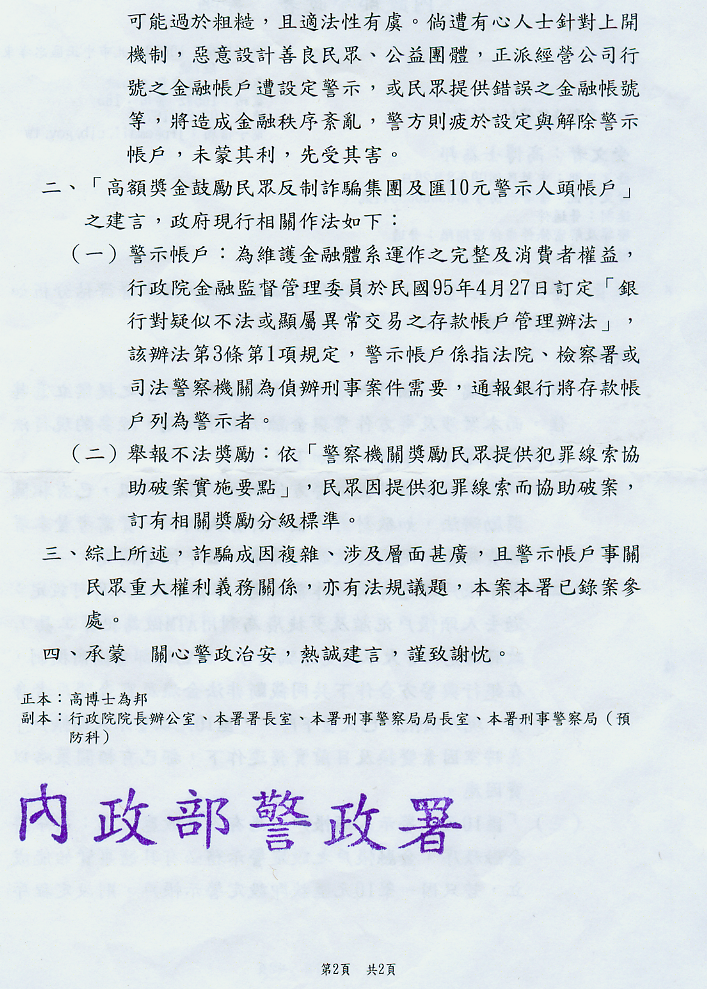 可能過於粗糙，且適法性有虞。倘遭有心人士針對上開
機制，惡意設計善良民眾、公益團體，正派經營公司行
號之金融帳戶遭設定警示，或民眾提供錯誤之金融帳號
等，將造成金融秩序紊亂，警方則疲於設定與解除警示
帳戶，未蒙其利，先受其害。
二、「高額獎金鼓勵民眾反制詐騙集團及匯10元警示人頭帳戶」
之建言，政府現行相關作法如下：
（一）警示帳戶：為維護金融體系運作之完整及消費者權益，
行政院金融監督管理委員於民國95年4月27日訂定「銀
行對疑似不法或顯屬異常交易之存款帳戶管理辦法」，
該辦法第3條第1項規定，警示帳戶係指法院、檢察署或
司法警察機關為偵辦刑事案件需要，通報銀行將存款帳
戶列為警示者。
（二）舉報不法獎勵：依「警察機關獎勵民眾提供犯罪線索協
助破案實施要點」，民眾因提供犯罪線索而協助破案，
訂有相關獎勵分級標準。
三、綜上所述，詐騙成因複雜、涉及層面甚廣，且警示帳戶事關
民眾重大權利義務關係，亦有法規議題，本案本署已錄案參
處。
四、承蒙　關心警政治安，熱誠建言，謹致謝忱。
正本：高博士為邦
副本：行政院院長辦公室、本署署長室、本署刑事警察局局長室、本署刑事警察局（預
防科）
內政部警政署
第2頁　共2頁